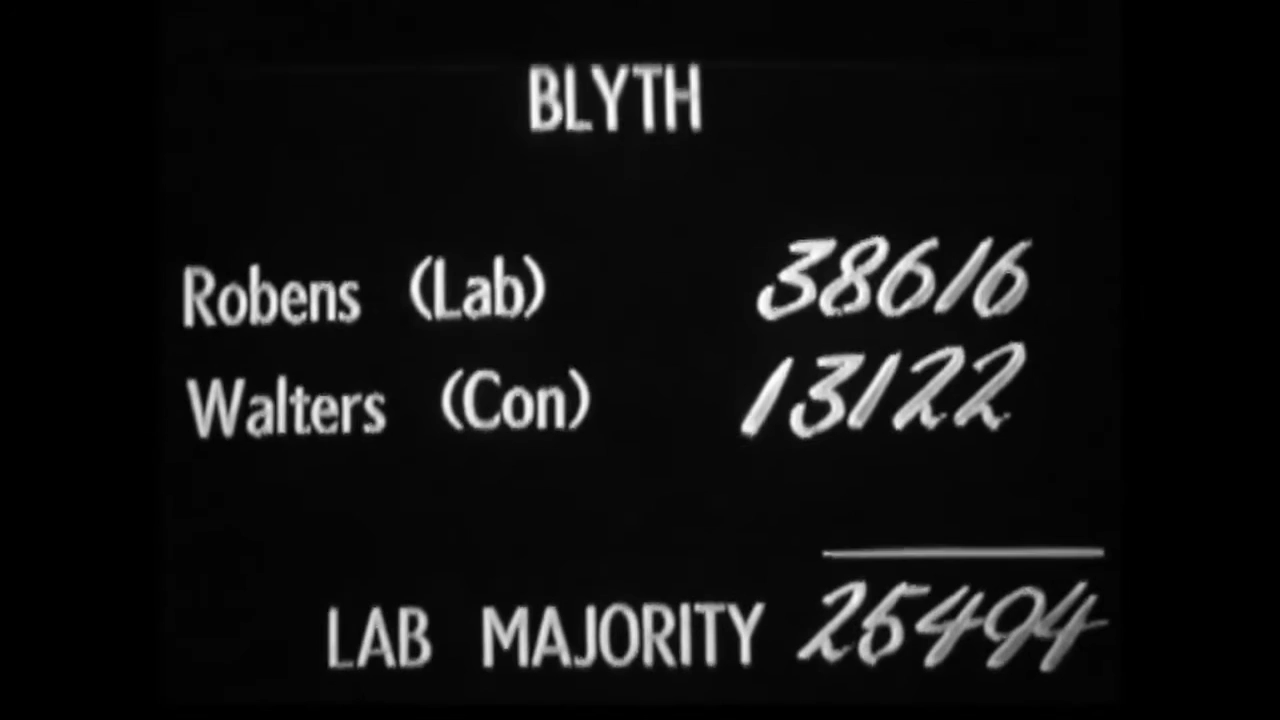 BLYTH
Robens (Lab) 38616
Walters (Con) 13122
LAB MAJORITY 25494